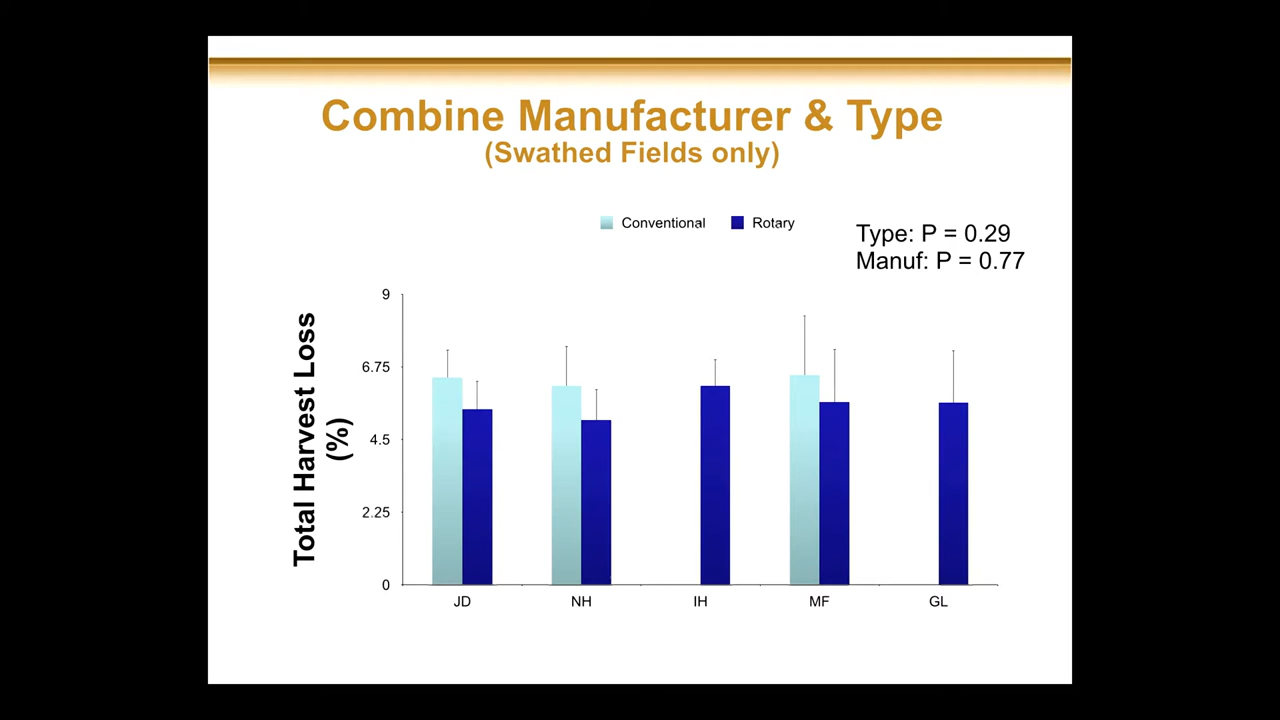 Combine Manufacturer & Type
(Swathed Fields only)
Conventional
Rotary
Type: P = 0.29
Manuf: P = 0.77
Total Harvest Loss
(%)
9
6.75
4.5
2.25
0
JD
NH
IH
MF
GL